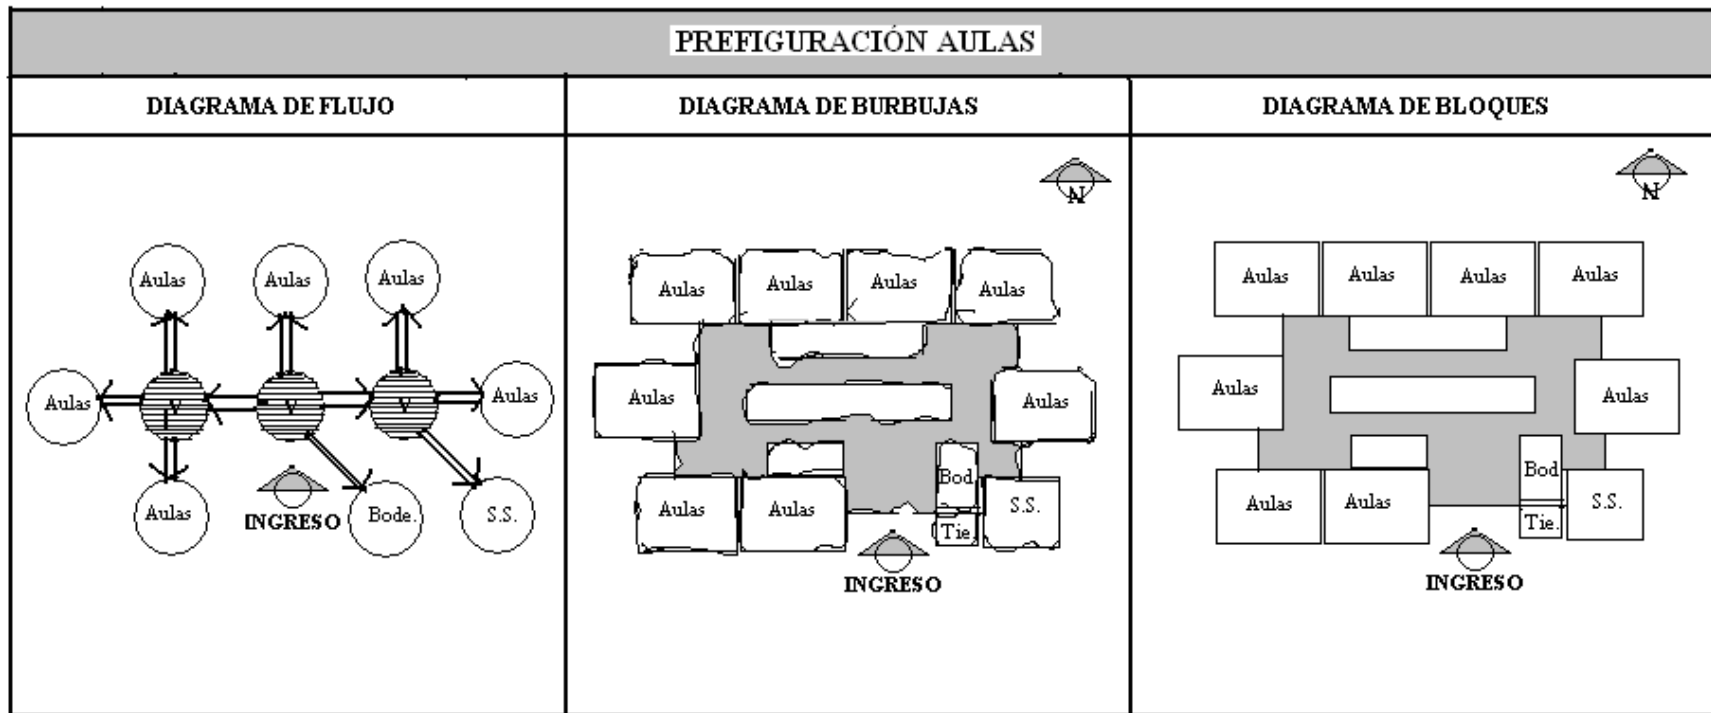 PREFIGURACIÓN AULAS
DIAGRAMA DE FLUJO
DIAGRAMA DE BURBUJAS
DIAGRAMA DE BLOQUES
Aulas
Aulas
Aulas
Aulas
V
V
V
Aulas
Aulas
INGRESO
Bode.
S.S.
N
Aulas
Aulas
Aulas
Aulas
Aulas
Aulas
Aulas
Aulas
Bod
Tie.
S.S.
INGRESO
N
Aulas
Aulas
Aulas
Aulas
Aulas
Aulas
Aulas
Aulas
Bod
Tie.
S.S.
INGRESO